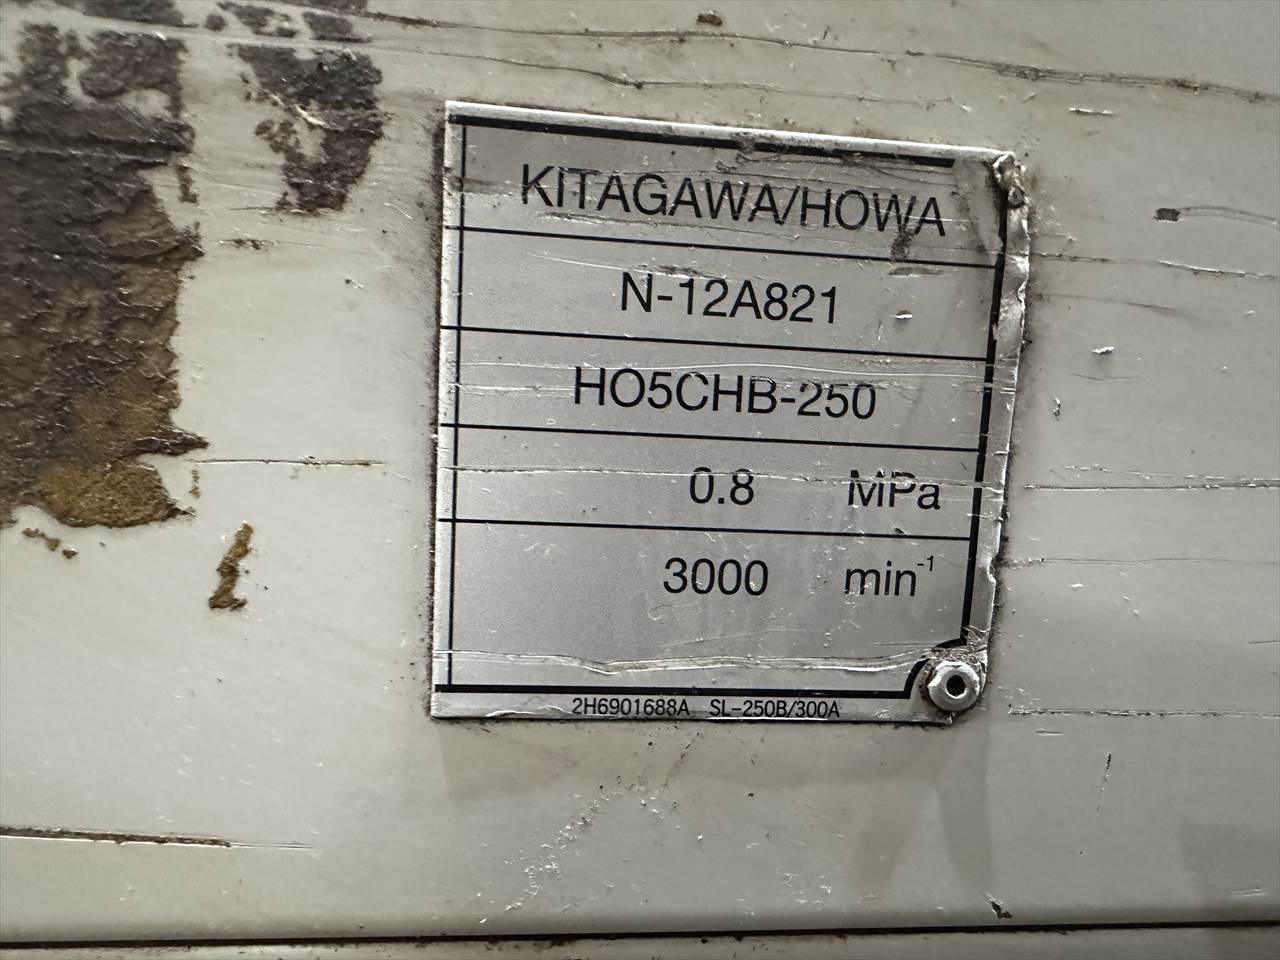 KITAGAWA/HOWA
N-12A821
HO5CHB-250
0.8 MPa
3000 min⁻¹
2H6901688A SL-250B/300A